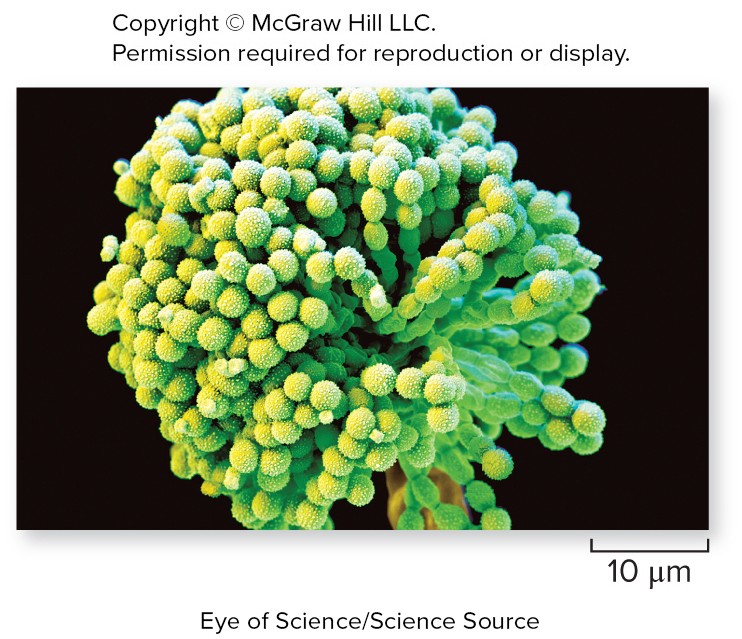 Copyright © McGraw Hill LLC.
Permission required for reproduction or display.
10 µm
Eye of Science/Science Source